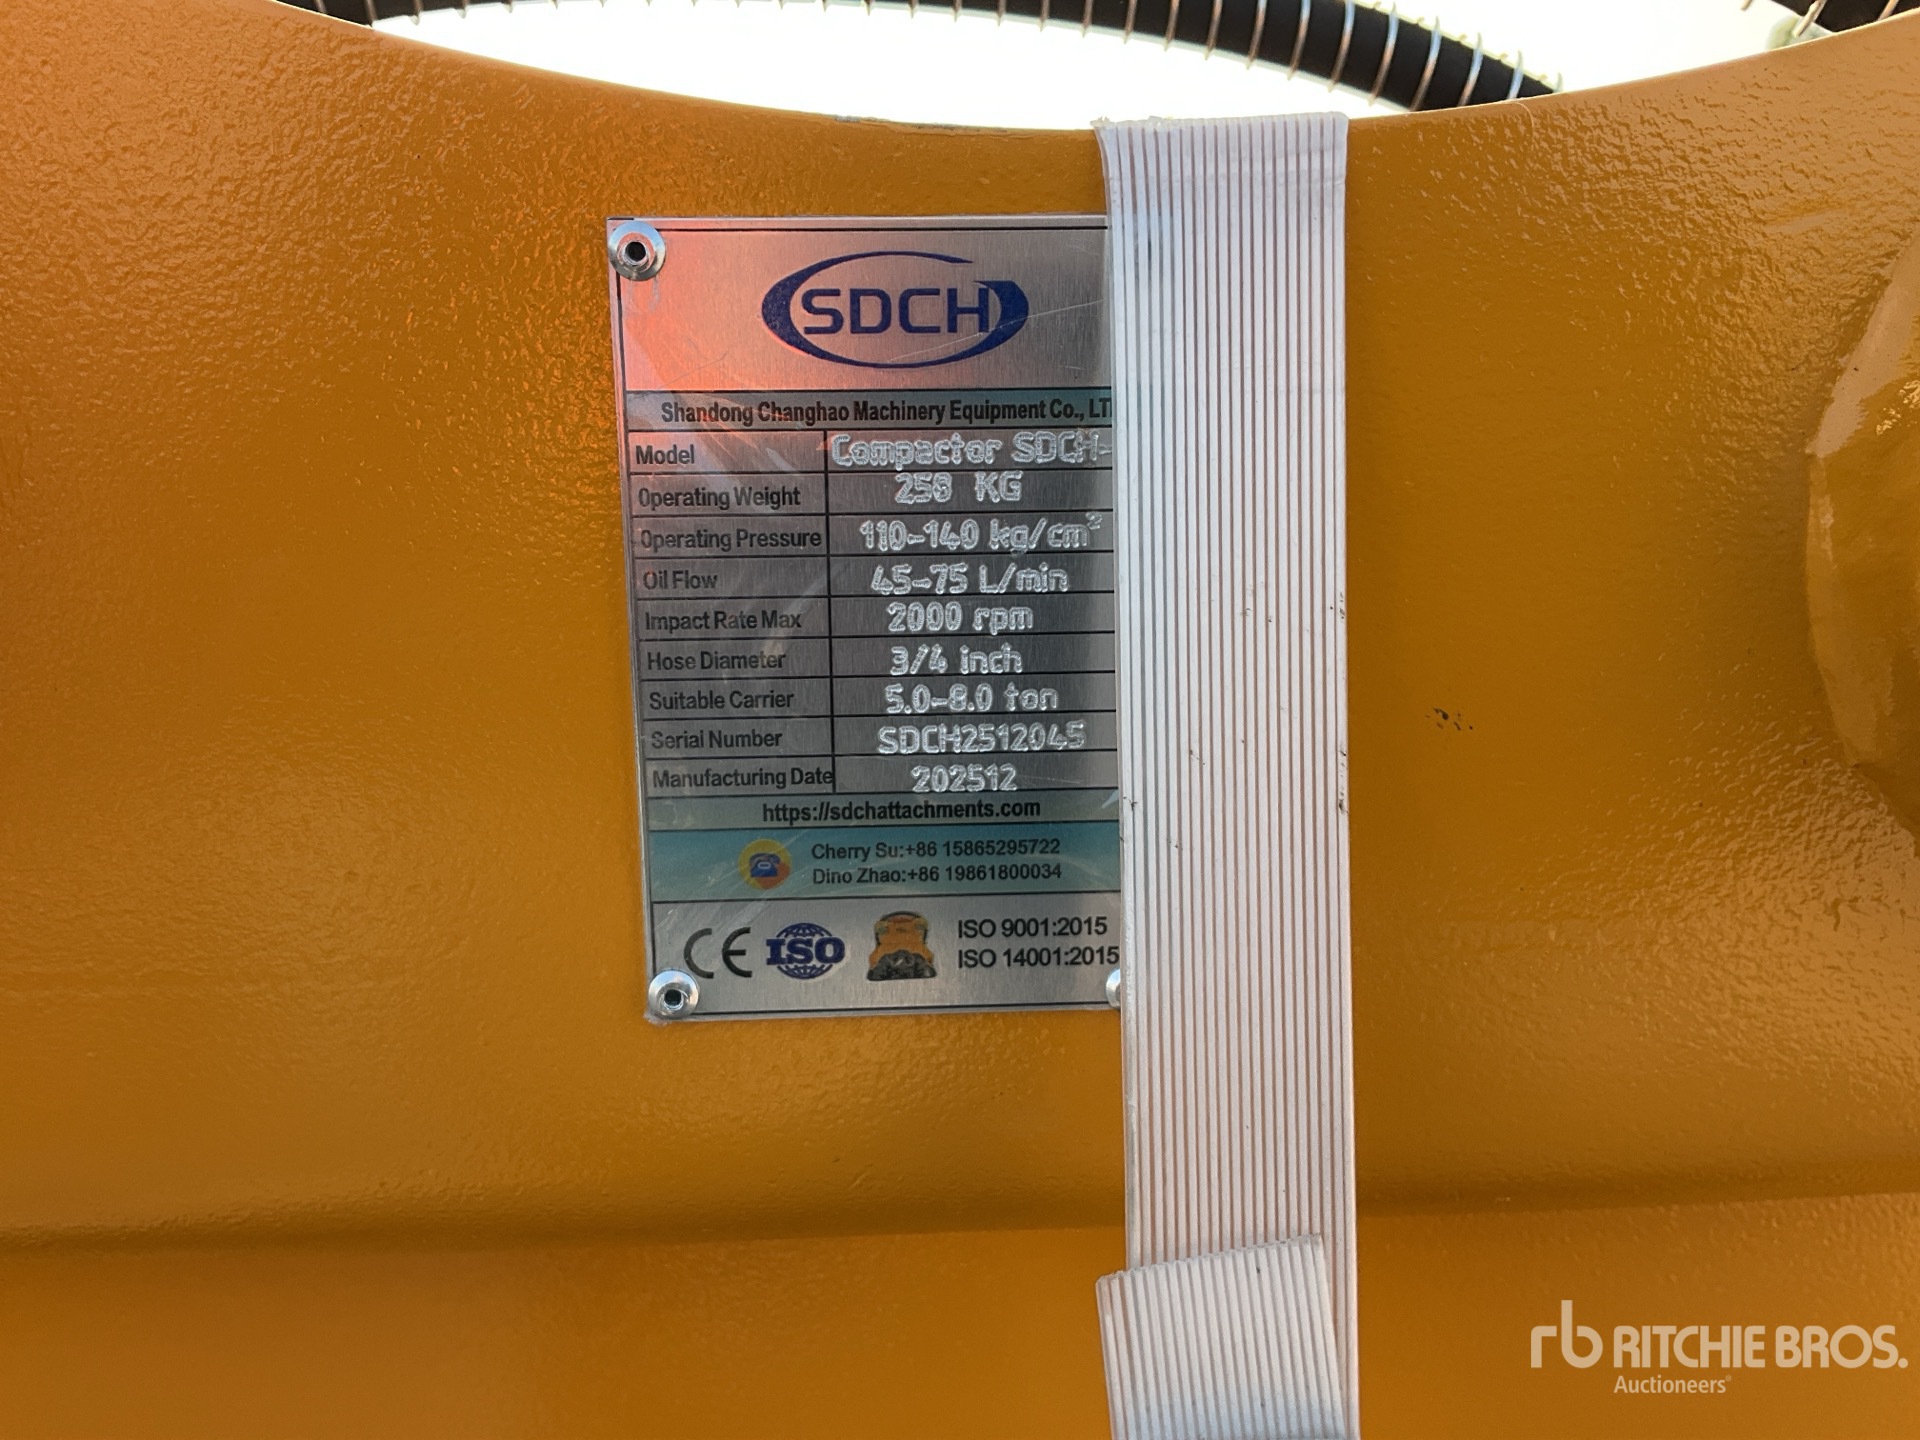 SDCH
Shandong Changhao Machinery Equipment Co., LT
Model Compactor SDCH-
Operating Weight 258 KG
Operating Pressure 110-140 kg/cm²
Oil Flow 45-75 L/min
Impact Rate Max 2000 rpm
Hose Diameter 3/4 inch
Suitable Carrier 5.0-8.0 ton
Serial Number SDCH2512045
Manufacturing Date 202512
https://sdchattachments.com
Cherry Su:+86 15865295722
Dino Zhao:+86 19861800034
CE ISO ISO 9001:2015
ISO 14001:2015
rb RITCHIE BROS.
Auctioneers